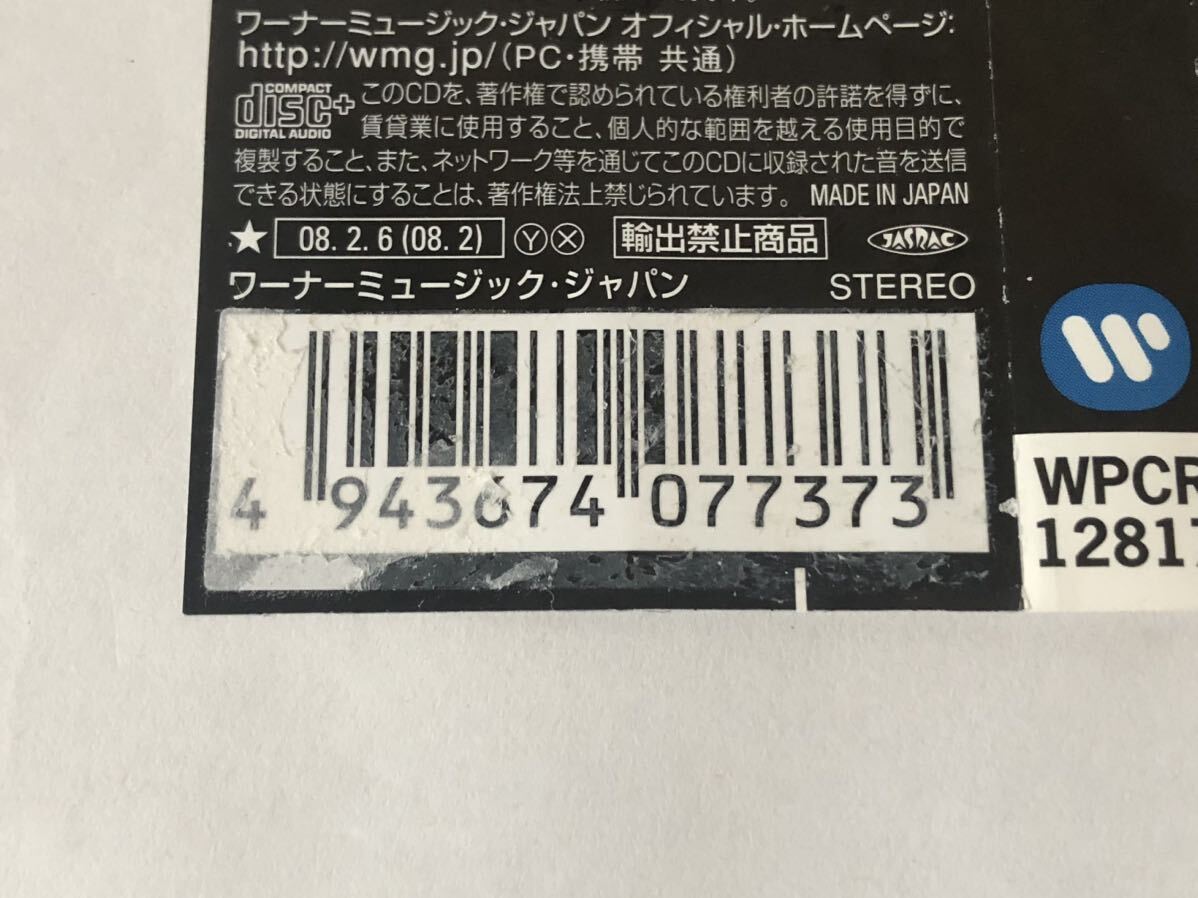 ワーナーミュージック・ジャパン オフィシャル・ホームページ:
http://wmg.jp/(PC・携帯 共通)
COMPACT
disc+
DIGITAL AUDIO
このCDを、著作権で認められている権利者の許諾を得ずに、
賃貸業に使用すること、個人的な範囲を越える使用目的で
複製すること、また、ネットワーク等を通じてこのCDに収録された音を送信
できる状態にすることは、著作権法上禁じられています。 MADE IN JAPAN
★ 08. 2. 6 (08. 2) Ⓨ Ⓧ 輸出禁止商品 JASRAC
ワーナーミュージック・ジャパン STEREO
4 943674 077373
WPCR
12817